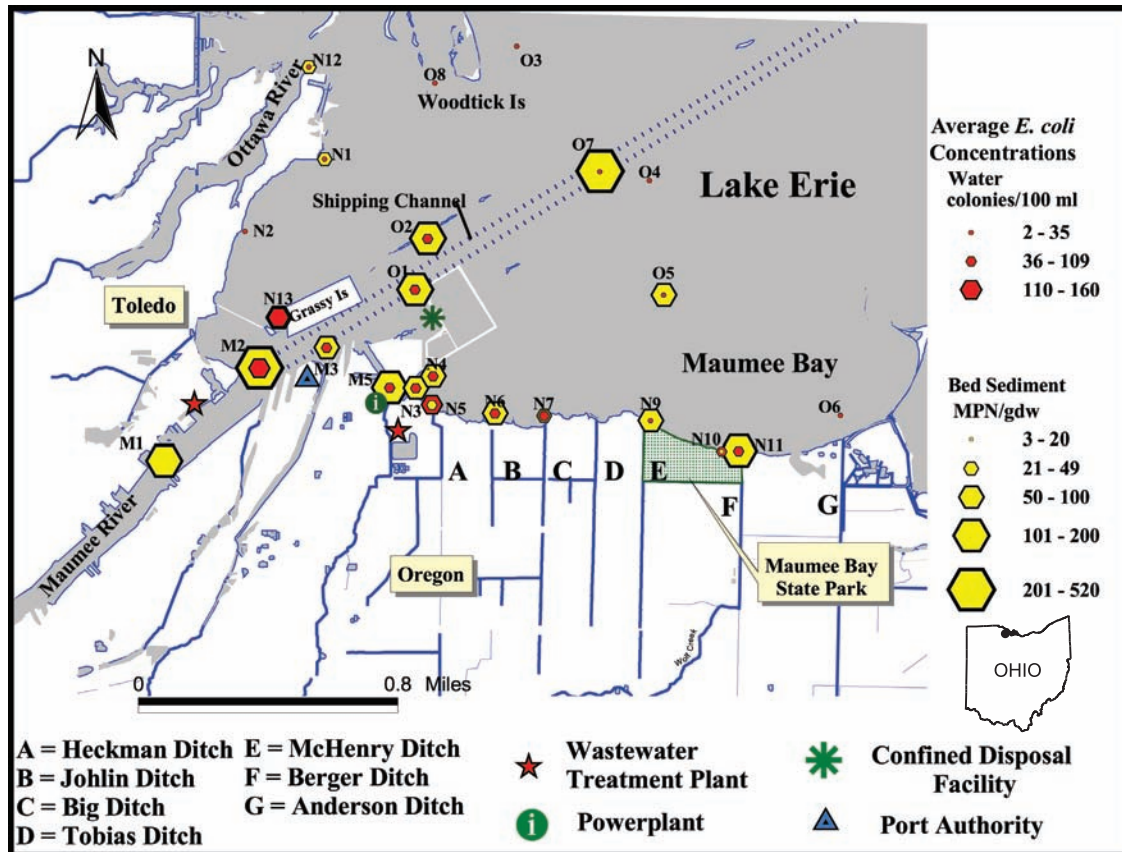 N
N12
O3
O8
Woodtick Is
Ottawa River
O7
N1
O4
Lake Erie
Shipping Channel
N2
O2
O1
O5
Toledo
N13
Grassy Is
M2
M3
Maumee Bay
M5
N4
N3
N5
N6
N7
N9
O6
N10
N11
M1
A
B
C
D
E
F
G
Maumee River
Oregon
Maumee Bay
State Park
Wolf Creek
0
0.8 Miles
Average E. coli
Concentrations
Water
colonies/100 ml
2 - 35
36 - 109
110 - 160
Bed Sediment
MPN/gdw
3 - 20
21 - 49
50 - 100
101 - 200
201 - 520
OHIO
A = Heckman Ditch
B = Johlin Ditch
C = Big Ditch
D = Tobias Ditch
E = McHenry Ditch
F = Berger Ditch
G = Anderson Ditch
Wastewater
Treatment Plant
i
Powerplant
Confined Disposal
Facility
Port Authority